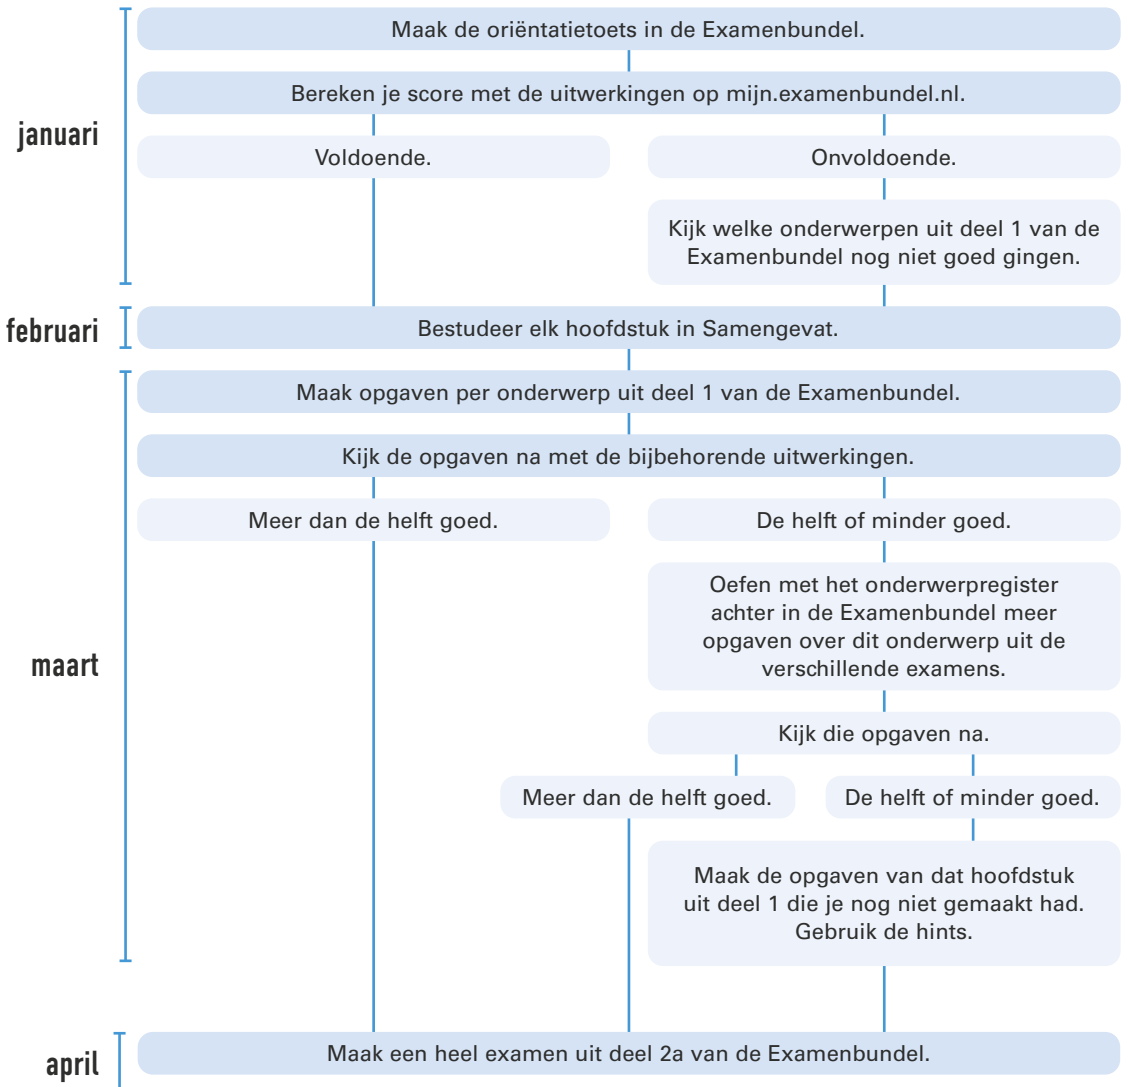 Maak de oriëntatietoets in de Examenbundel.
Bereken je score met de uitwerkingen op mijn.examenbundel.nl.
januari
Voldoende.
Onvoldoende.
Kijk welke onderwerpen uit deel 1 van de
Examenbundel nog niet goed gingen.
februari
Bestudeer elk hoofdstuk in Samengevat.
Maak opgaven per onderwerp uit deel 1 van de Examenbundel.
Kijk de opgaven na met de bijbehorende uitwerkingen.
Meer dan de helft goed.
De helft of minder goed.
Oefen met het onderwerpregister
achter in de Examenbundel meer
opgaven over dit onderwerp uit de
verschillende examens.
maart
Kijk die opgaven na.
Meer dan de helft goed.
De helft of minder goed.
Maak de opgaven van dat hoofdstuk
uit deel 1 die je nog niet gemaakt had.
Gebruik de hints.
april
Maak een heel examen uit deel 2a van de Examenbundel.